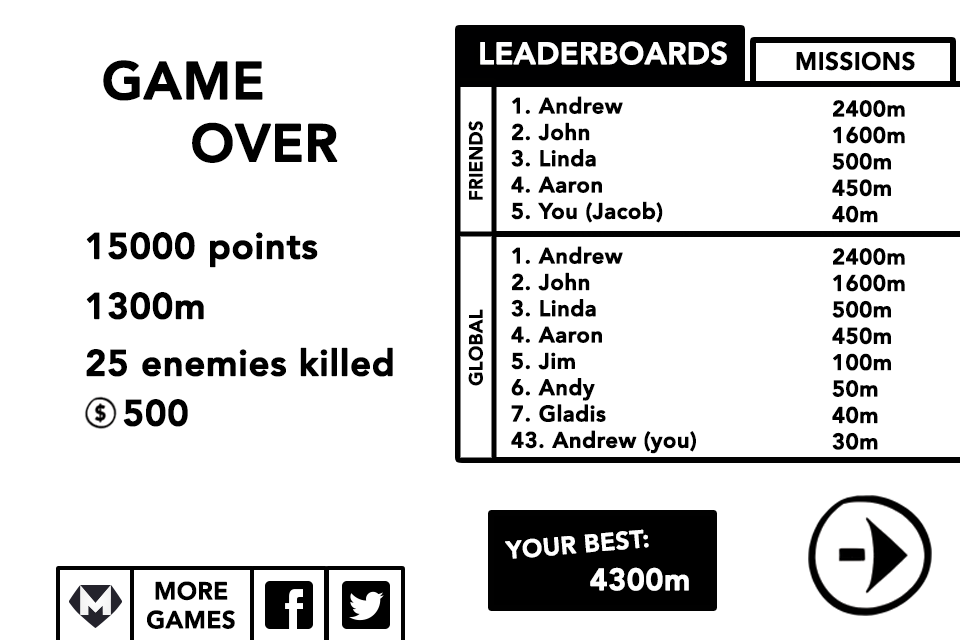 GAME
OVER
15000 points
1300m
25 enemies killed
$ 500
LEADERBOARDS
MISSIONS
FRIENDS
1. Andrew 2400m
2. John 1600m
3. Linda 500m
4. Aaron 450m
5. You (Jacob) 40m
GLOBAL
1. Andrew 2400m
2. John 1600m
3. Linda 500m
4. Aaron 450m
5. Jim 100m
6. Andy 50m
7. Gladis 40m
43. Andrew (you) 30m
YOUR BEST:
4300m
M
MORE
GAMES
f